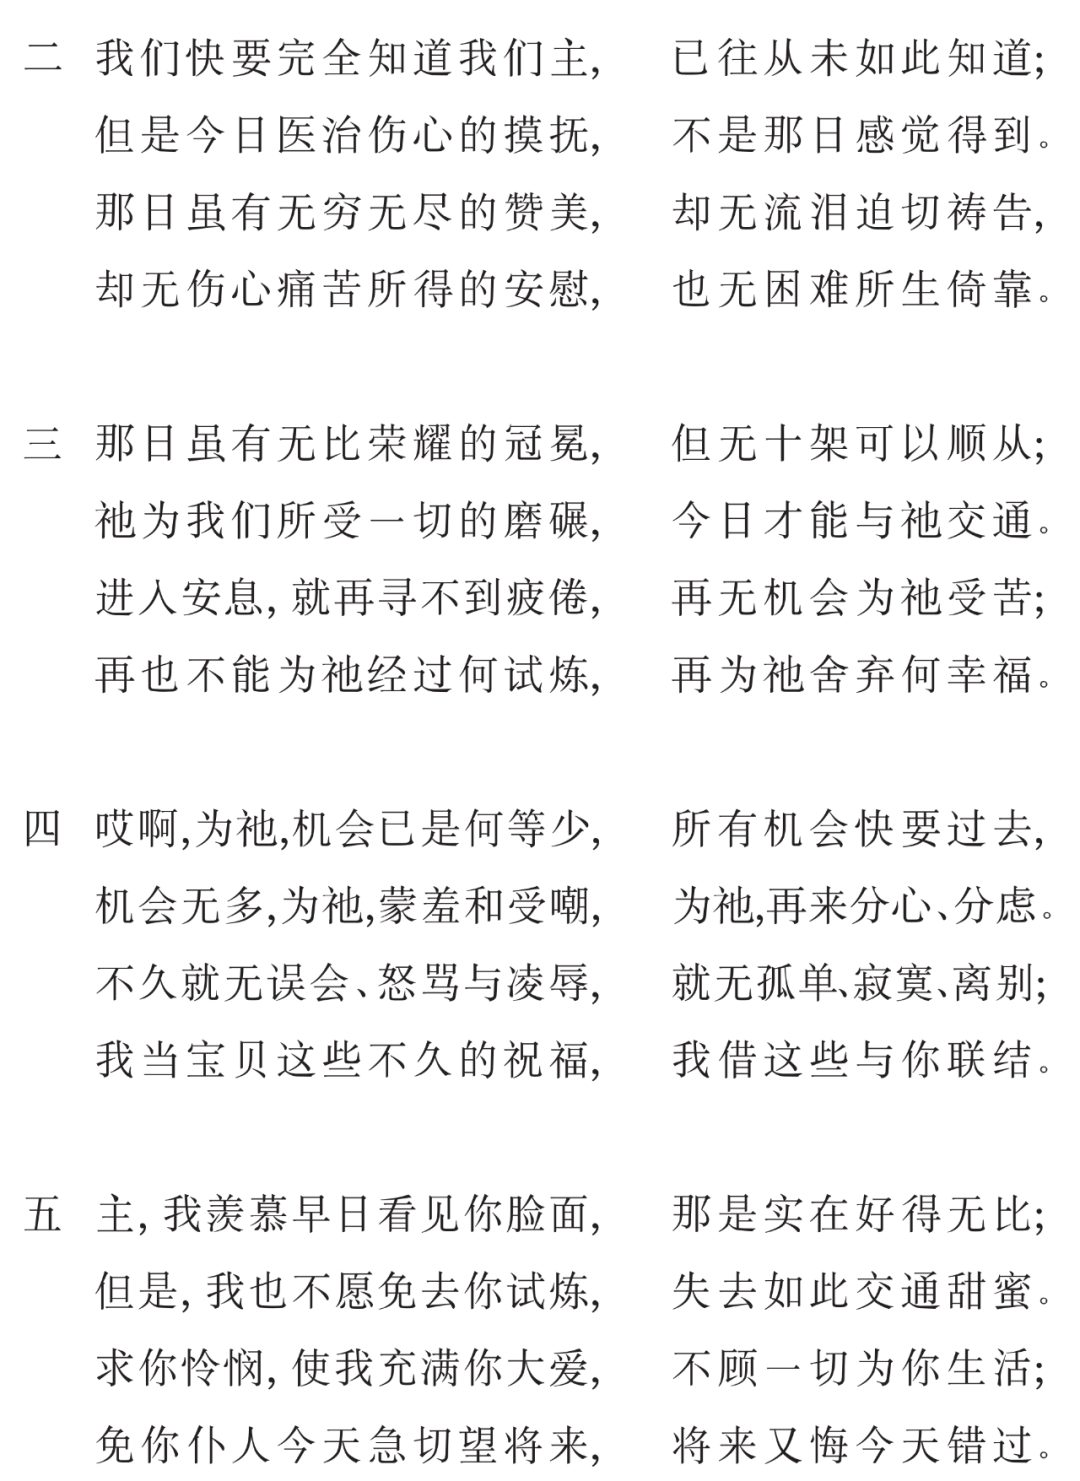 二 我们快要完全知道我们主, 已往从未如此知道;
但是今日医治伤心的摸抚, 不是那日感觉得到。
那日虽有无穷无尽的赞美, 却无流泪迫切祷告,
却无伤心痛苦所得的安慰, 也无困难所生倚靠。
三 那日虽有无比荣耀的冠冕, 但无十架可以顺从;
祂为我们所受一切的磨碾, 今日才能与祂交通。
进入安息, 就再寻不到疲倦, 再无机会为祂受苦;
再也不能为祂经过何试炼, 再为祂舍弃何幸福。
四 哎啊,为祂,机会已是何等少, 所有机会快要过去,
机会无多,为祂,蒙羞和受嘲, 为祂,再来分心、分虑。
不久就无误会、怒骂与凌辱, 就无孤单、寂寞、离别;
我当宝贝这些不久的祝福, 我借这些与你联结。
五 主, 我羨慕早日看见你脸面, 那是实在好得无比;
但是, 我也不愿免去你试炼, 失去如此交通甜蜜。
求你怜悯, 使我充满你大爱, 不顾一切为你生活;
免你仆人今天急切望将来, 将来又悔今天错过。